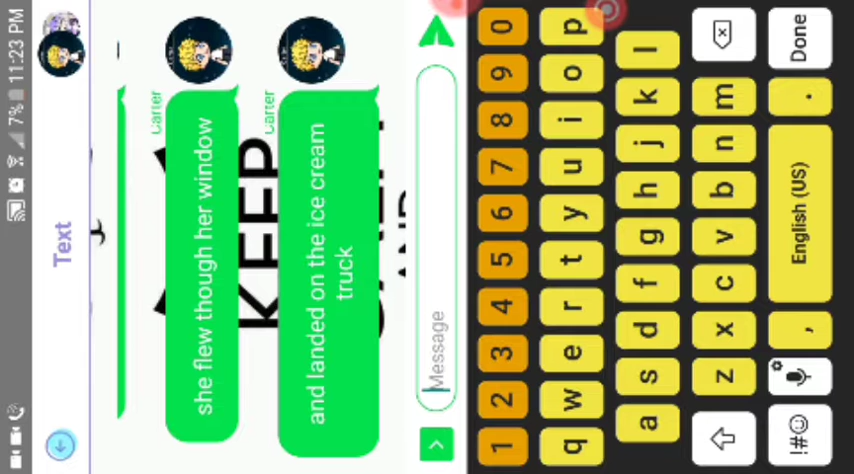 7% 11:23 PM
Text
Carter
she flew though her window
KEEP
Carter
and landed on the ice cream
truck
AND
Message
1 2 3 4 5 6 7 8 9 0
q w e r t y u i o p
a s d f g h j k l
z x c v b n m
!#☺ , English (US) . Done